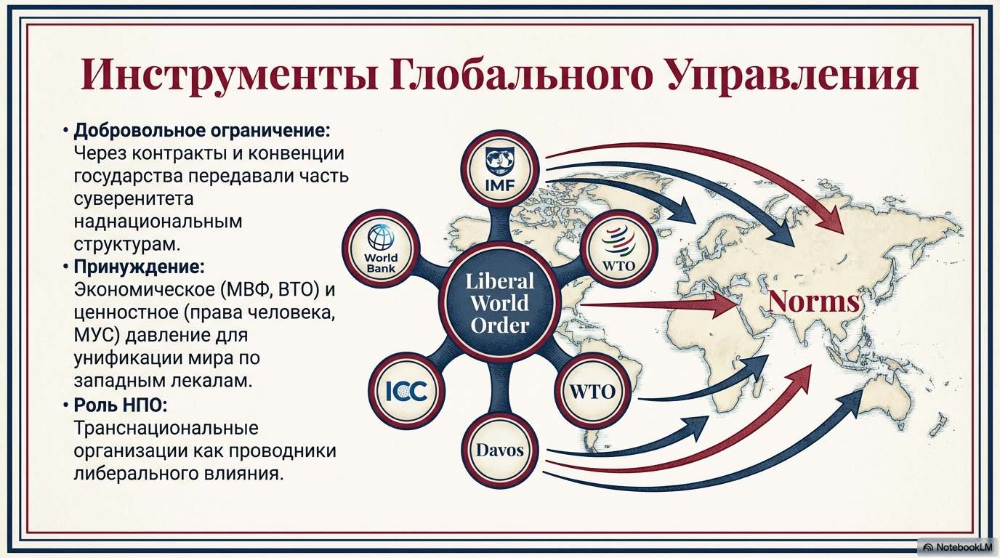 Инструменты Глобального Управления
• Добровольное ограничение:
Через контракты и конвенции
государства передавали часть
суверенитета
наднациональным
структурам.
• Принуждение:
Экономическое (МВФ, ВТО) и
ценностное (права человека,
МУС) давление для
унификации мира по
западным лекалам.
• Роль НПО:
Транснациональные
организации как проводники
либерального влияния.
IMF
World
Bank
WTO
Liberal
World
Order
Norms
ICC
WTO
Davos
NotebookLM